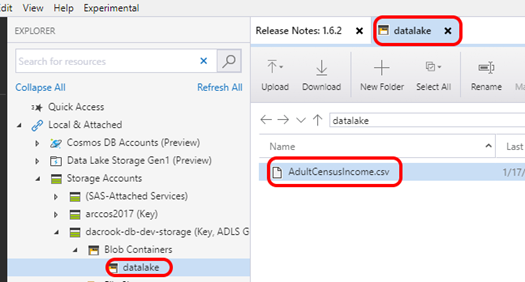 Edit View Help Experimental
EXPLORER
Search for resources
Collapse All Refresh All
Quick Access
Local & Attached
Cosmos DB Accounts (Preview)
Data Lake Storage Gen1 (Preview)
Storage Accounts
(SAS-Attached Services)
arccos2017 (Key)
dacrook-db-dev-storage (Key, ADLS G
Blob Containers
datalake
Release Notes: 1.6.2 datalake
Upload Download New Folder Select All Rename
datalake
Name Last
AdultCensusIncome.csv 1/17/